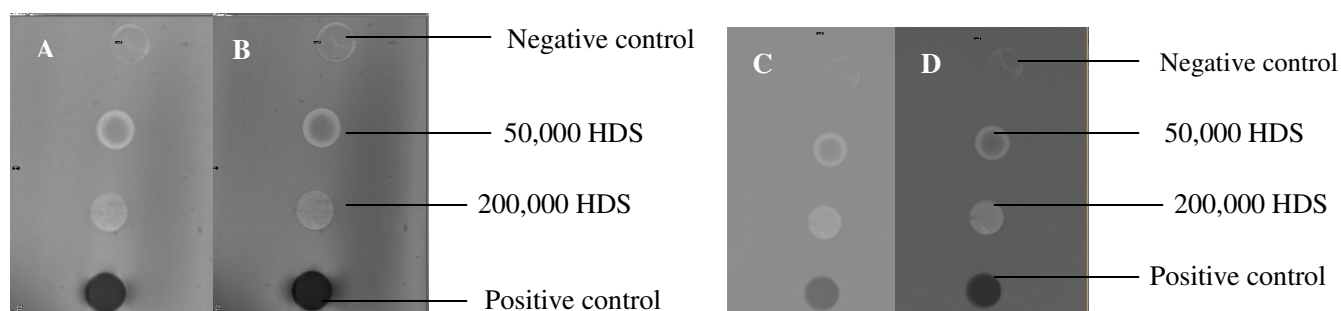 A
B
Negative control
50,000 HDS
200,000 HDS
Positive control
C
D
Negative control
50,000 HDS
200,000 HDS
Positive control